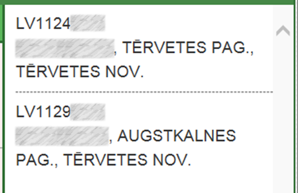 LV1124
, TĒRVETES PAG.,
TĒRVETES NOV.
LV1129
, AUGSTKALNES
PAG., TĒRVETES NOV.